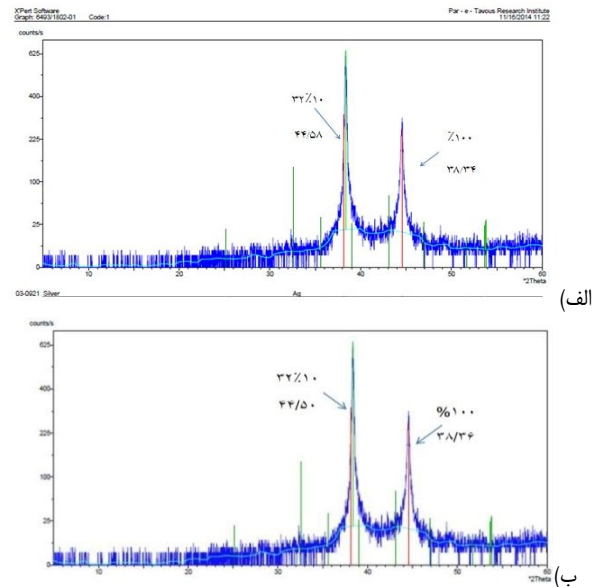 X'Pert Software
Graph: 6493/1802-01 Code:1
Par - e - Tavous Research Institute
11/16/2014 11:22
counts/s
625
400
225
100
25
0
۳۲٪۱۰
۴۴/۵۸
٪۱۰۰
۳۸/۳۴
10 20 30 40 50 60
°2Theta
03-0921 Silver Ag
الف)
counts/s
625
400
225
100
25
0
۳۲٪۱۰
۴۴/۵۰
%۱۰۰
۳۸/۳۶
10 20 30 40 50 60
°2Theta
ب)